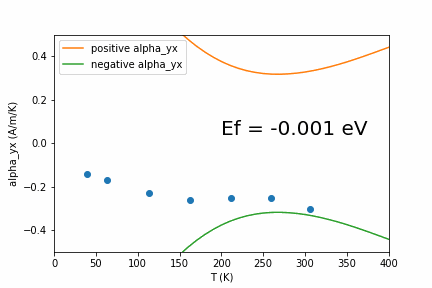 positive alpha_yx
negative alpha_yx
Ef = -0.001 eV
alpha_yx (A/m/K)
0.4
0.2
0.0
−0.2
−0.4
0 50 100 150 200 250 300 350 400
T (K)